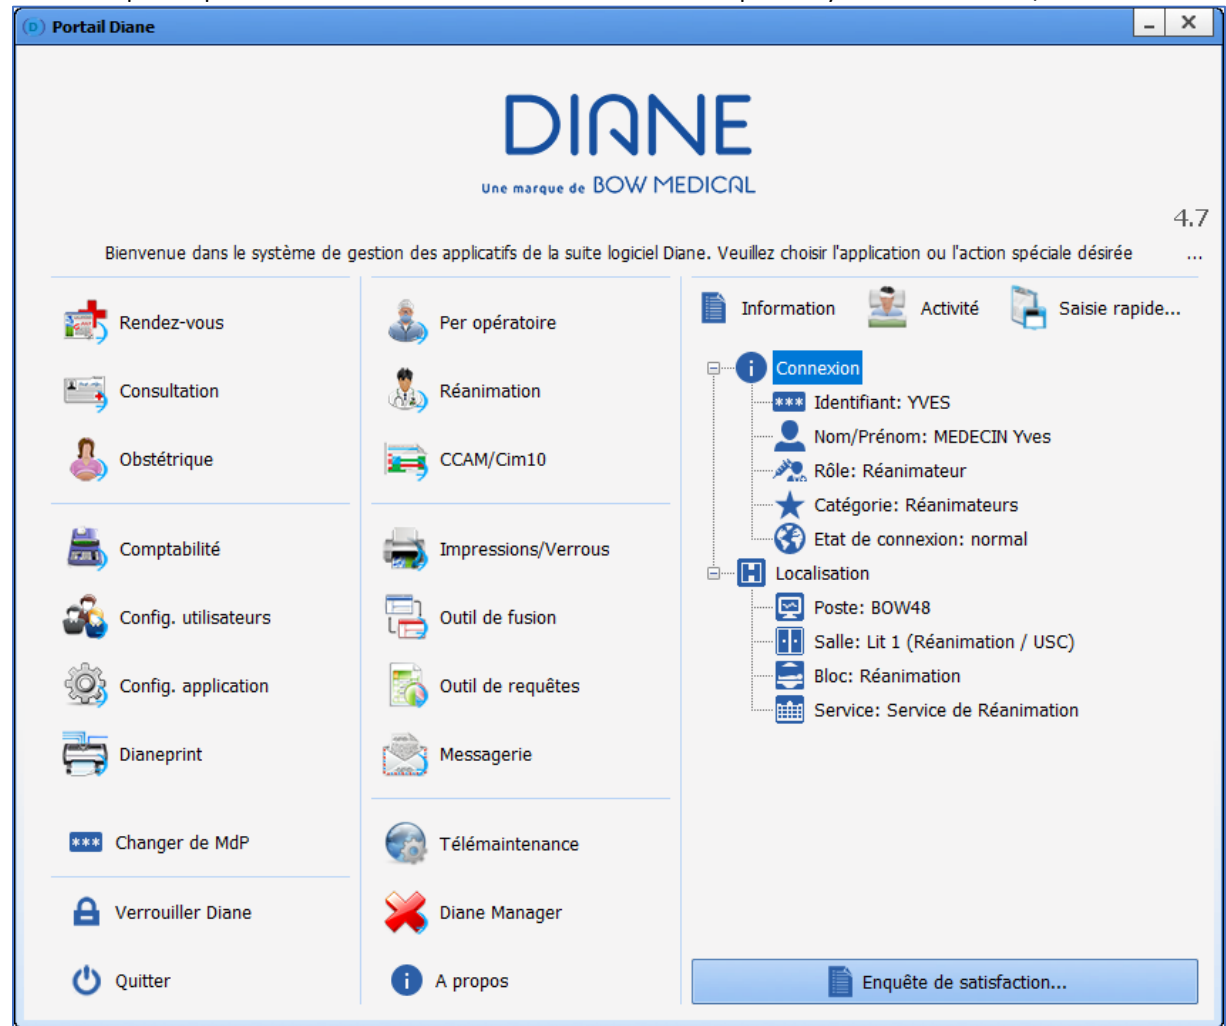 Portail Diane
DIANE
Une marque de BOW MEDICAL
4.7
Bienvenue dans le système de gestion des applicatifs de la suite logiciel Diane. Veuillez choisir l'application ou l'action spéciale désirée ...
Rendez-vous
Consultation
Obstétrique
Comptabilité
Config. utilisateurs
Config. application
Dianeprint
*** Changer de MdP
Verrouiller Diane
Quitter
Per opératoire
Réanimation
CCAM/Cim10
Impressions/Verrous
Outil de fusion
Outil de requêtes
Messagerie
Télémaintenance
Diane Manager
A propos
Information
Activité
Saisie rapide...
Connexion
*** Identifiant: YVES
Nom/Prénom: MEDECIN Yves
Rôle: Réanimateur
Catégorie: Réanimateurs
Etat de connexion: normal
H Localisation
Poste: BOW48
Salle: Lit 1 (Réanimation / USC)
Bloc: Réanimation
Service: Service de Réanimation
Enquête de satisfaction...